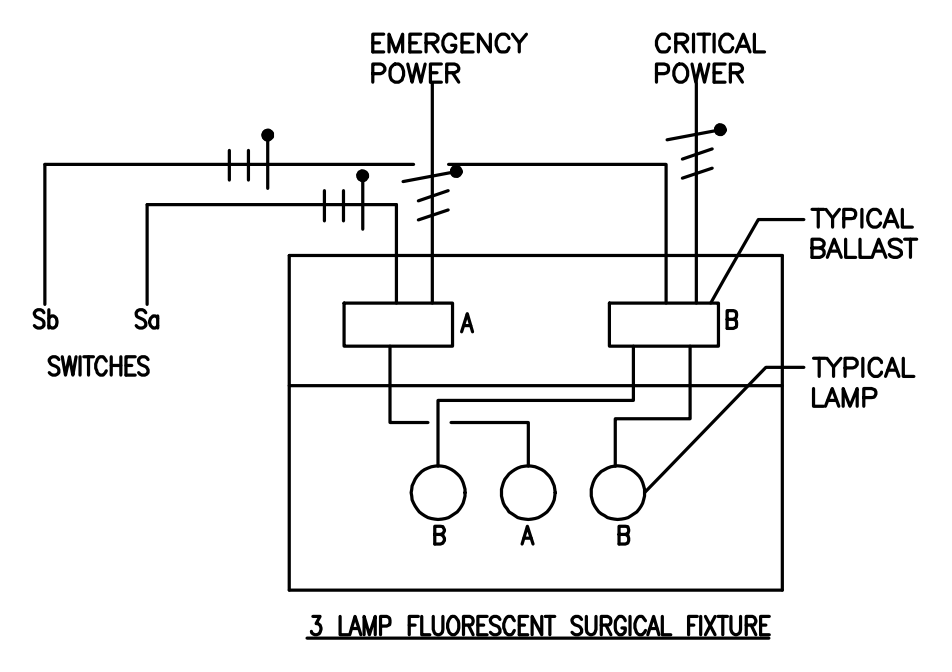 EMERGENCY
POWER
CRITICAL
POWER
TYPICAL
BALLAST
Sb
Sa
SWITCHES
A
B
TYPICAL
LAMP
B
A
B
3 LAMP FLUORESCENT SURGICAL FIXTURE